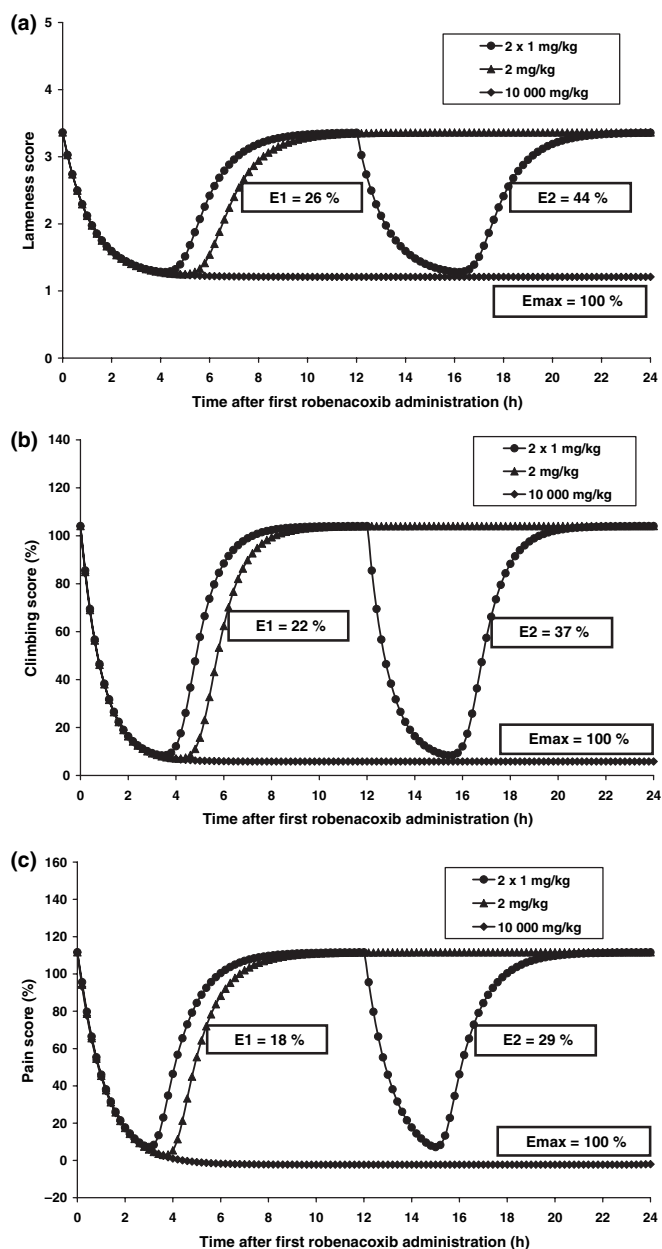 (a)
5
4
3
2
1
0
Lameness score
2 x 1 mg/kg
2 mg/kg
10 000 mg/kg
E1 = 26 %
E2 = 44 %
Emax = 100 %
0 2 4 6 8 10 12 14 16 18 20 22 24
Time after first robenacoxib administration (h)
(b)
140
120
100
80
60
40
20
0
Climbing score (%)
2 x 1 mg/kg
2 mg/kg
10 000 mg/kg
E1 = 22 %
E2 = 37 %
Emax = 100 %
0 2 4 6 8 10 12 14 16 18 20 22 24
Time after first robenacoxib administration (h)
(c)
160
140
120
100
80
60
40
20
0
–20
Pain score (%)
2 x 1 mg/kg
2 mg/kg
10 000 mg/kg
E1 = 18 %
E2 = 29 %
Emax = 100 %
0 2 4 6 8 10 12 14 16 18 20 22 24
Time after first robenacoxib administration (h)